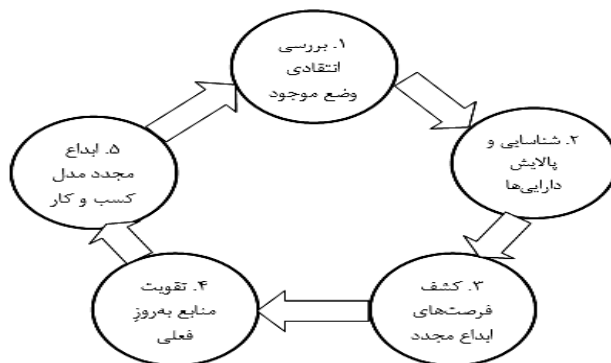 ۱. بررسی
انتقادی
وضع موجود
۲. شناسایی و
پالایش
دارایی‌ها
۳. کشف
فرصت‌های
ابداع مجدد
۴. تقویت
منابع به‌روزِ
فعلی
۵. ابداع
مجدد مدل
کسب و کار